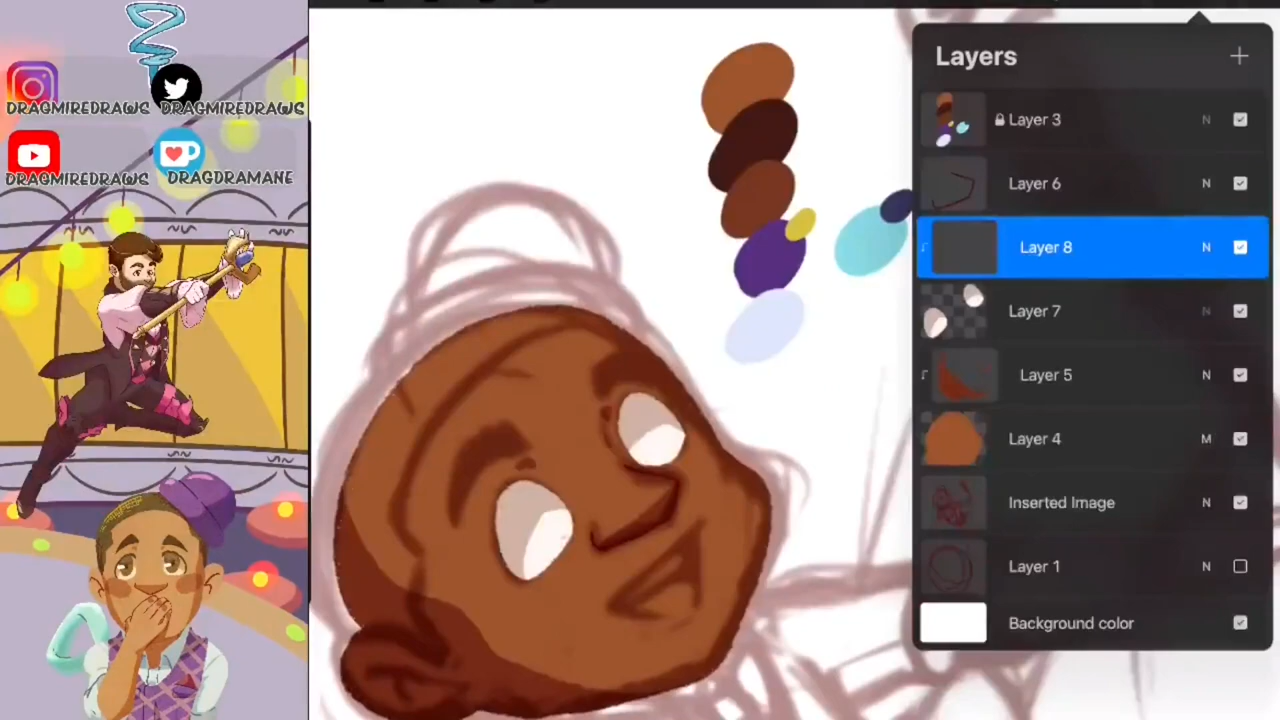 DRAGMIREDRAWS DRAGMIREDRAWS
DRAGMIREDRAWS DRAGDRAMANE
Layers
Layer 3 N
Layer 6 N
Layer 8 N
Layer 7 N
Layer 5 N
Layer 4 M
Inserted Image N
Layer 1 N
Background color